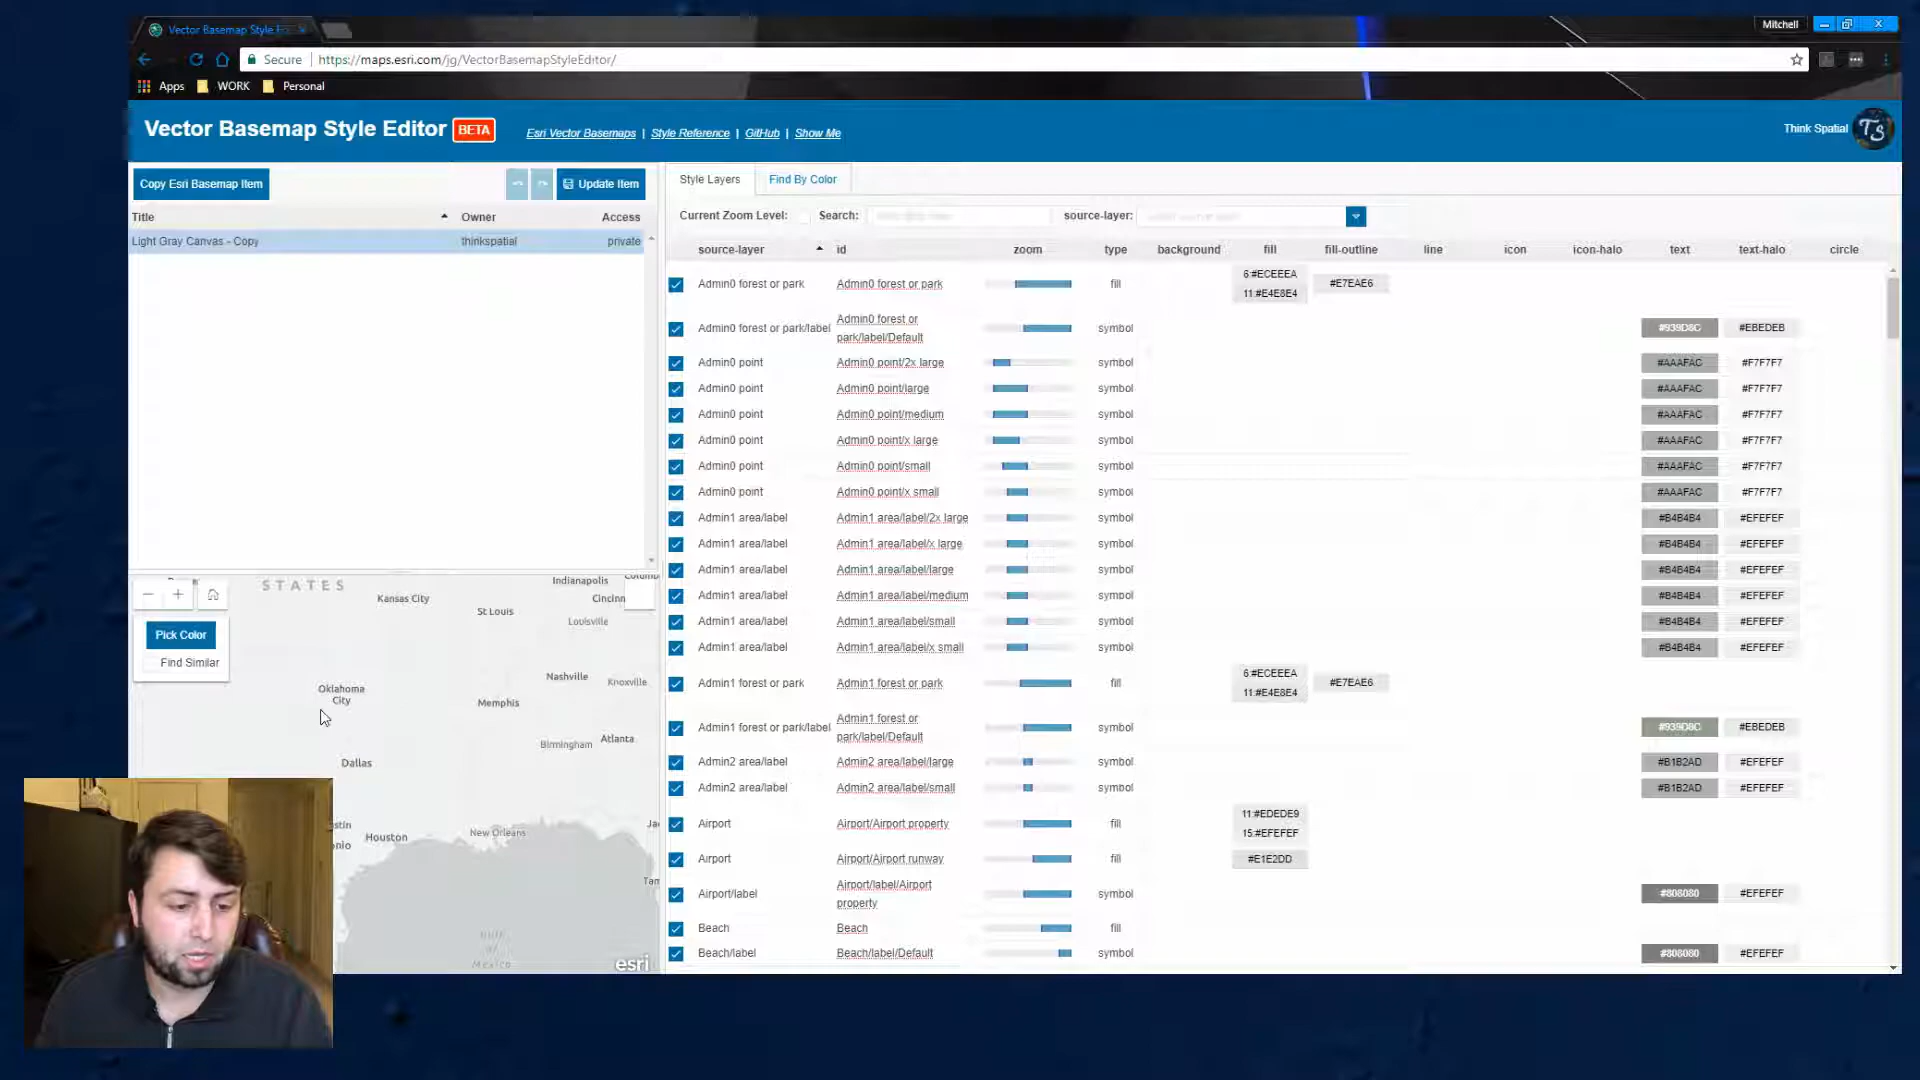 Vector Basemap Style E
Mitchell
Secure
https://maps.esri.com/jg/VectorBasemapStyleEditor/
Apps WORK Personal
Vector Basemap Style Editor BETA
Esri Vector Basemaps | Style Reference | GitHub | Show Me
Think Spatial
TS
Copy Esri Basemap Item
Update Item
Title Owner Access
Light Gray Canvas - Copy thinkspatial private
Style Layers Find By Color
Current Zoom Level: Search: source-layer:
source-layer id zoom type background fill fill-outline line icon icon-halo text text-halo circle
Admin0 forest or park Admin0 forest or park fill 6:#ECEEEA #E7EAE6
11:#E4E8E4
Admin0 forest or park/label Admin0 forest or park/label/Default symbol #939D8C #EBEDEB
Admin0 point Admin0 point/2x large symbol #AAAFAC #F7F7F7
Admin0 point Admin0 point/large symbol #AAAFAC #F7F7F7
Admin0 point Admin0 point/medium symbol #AAAFAC #F7F7F7
Admin0 point Admin0 point/x large symbol #AAAFAC #F7F7F7
Admin0 point Admin0 point/small symbol #AAAFAC #F7F7F7
Admin0 point Admin0 point/x small symbol #AAAFAC #F7F7F7
Admin1 area/label Admin1 area/label/2x large symbol #B4B4B4 #EFEFEF
Admin1 area/label Admin1 area/label/x large symbol #B4B4B4 #EFEFEF
Admin1 area/label Admin1 area/label/large symbol #B4B4B4 #EFEFEF
Admin1 area/label Admin1 area/label/medium symbol #B4B4B4 #EFEFEF
Admin1 area/label Admin1 area/label/small symbol #B4B4B4 #EFEFEF
Admin1 area/label Admin1 area/label/x small symbol #B4B4B4 #EFEFEF
Admin1 forest or park Admin1 forest or park fill 6:#ECEEEA #E7EAE6
11:#E4E8E4
Admin1 forest or park/label Admin1 forest or park/label/Default symbol #939D8C #EBEDEB
Admin2 area/label Admin2 area/label/large symbol #B1B2AD #EFEFEF
Admin2 area/label Admin2 area/label/small symbol #B1B2AD #EFEFEF
Airport Airport/Airport property fill 11:#EDEDE9
15:#EFEFEF
Airport Airport/Airport runway fill #E1E2DD
Airport/label Airport/label/Airport property symbol #808080 #EFEFEF
Beach Beach fill
Beach/label Beach/label/Default symbol #808080 #EFEFEF
STATES
Indianapolis
Kansas City
Cincinn
St Louis
Louisville
Pick Color
Find Similar
Nashville
Knoxville
Oklahoma
City
Memphis
Birmingham
Atlanta
Dallas
stin
Houston
New Orleans
Ja
onio
Tam
Gulf
of
Mexico
esri